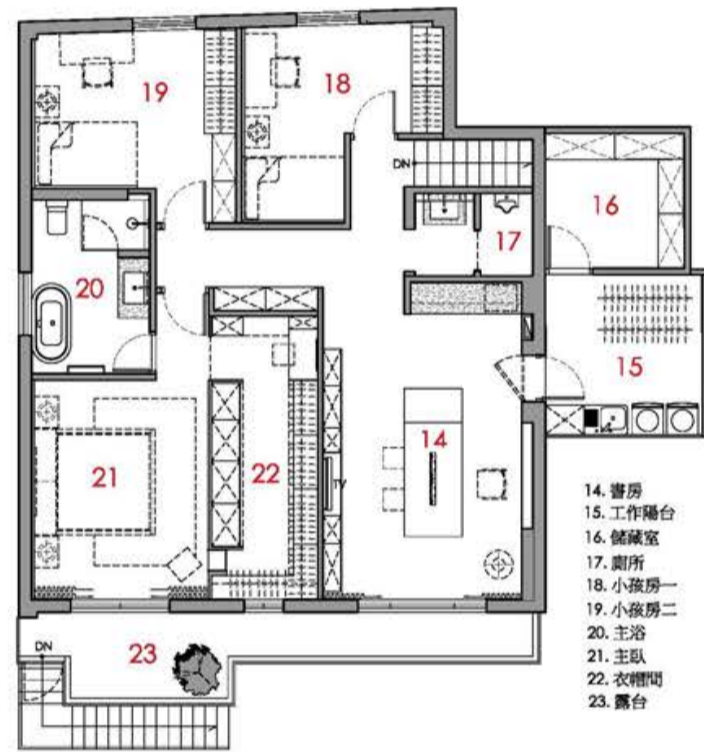 19
18
DN
16
17
20
15
14
21
22
TV
14. 書房
15. 工作陽台
16. 儲藏室
17. 廁所
18. 小孩房一
19. 小孩房二
20. 主浴
21. 主臥
22. 衣帽間
23. 露台
DN
23